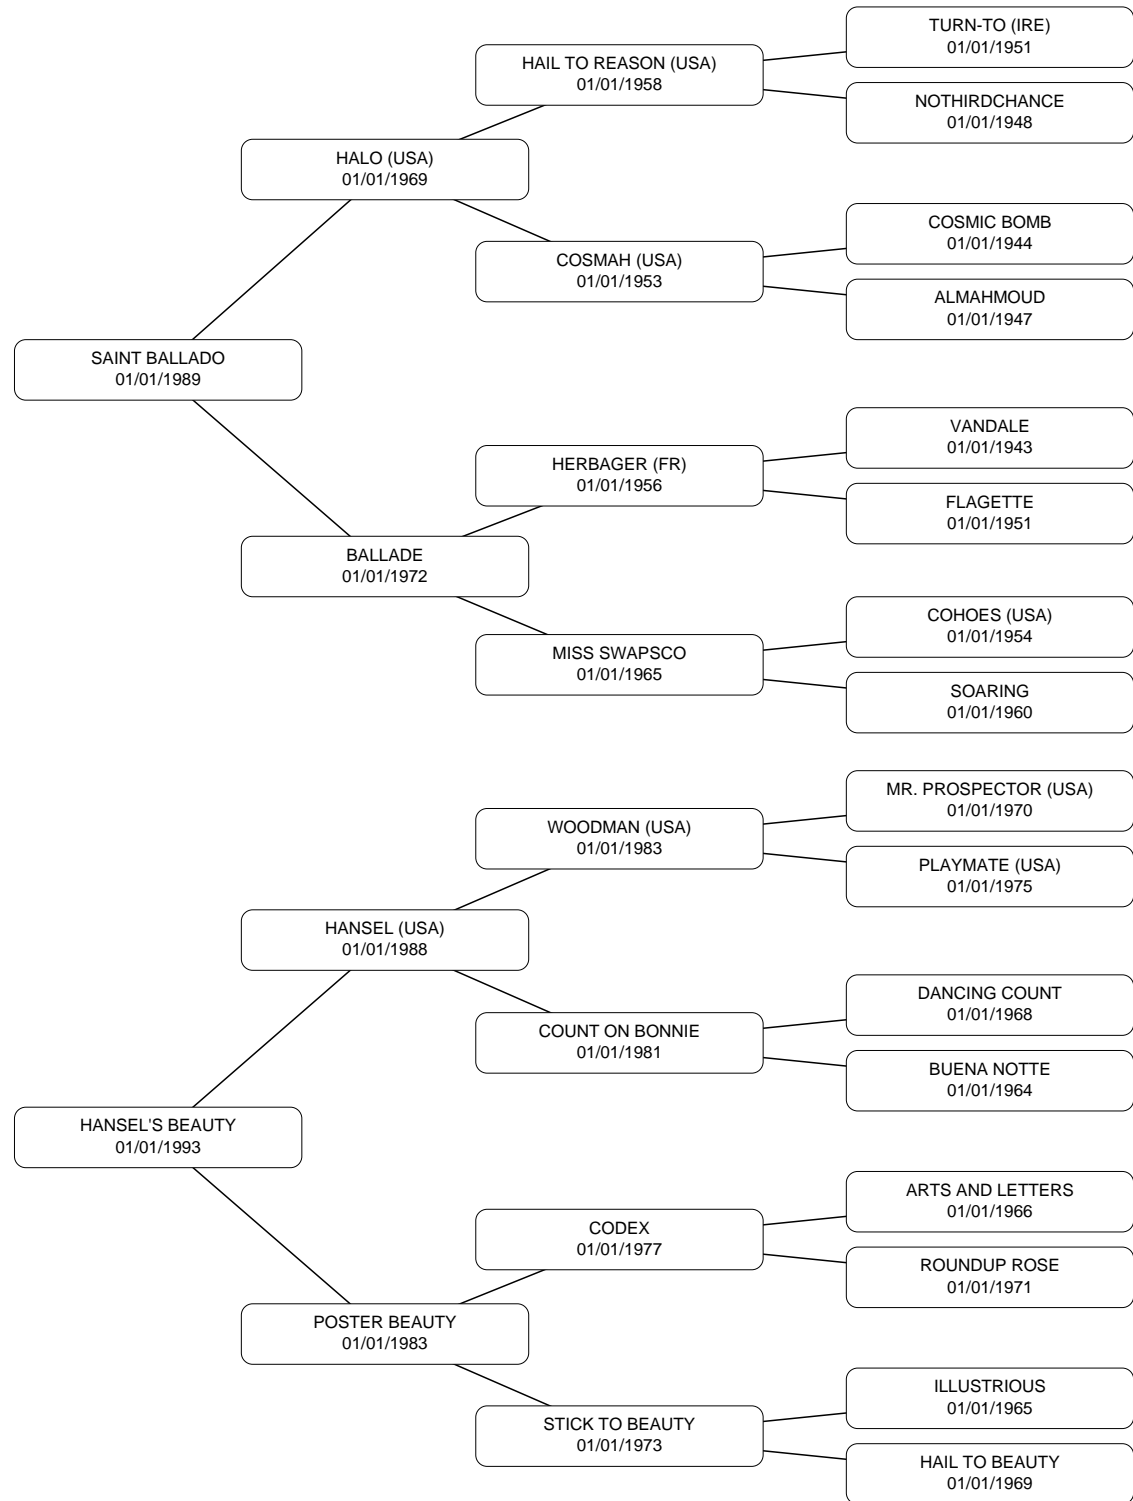 TURN-TO (IRE)
01/01/1951
HAIL TO REASON (USA)
01/01/1958
NOTHIRDCHANCE
01/01/1948
HALO (USA)
01/01/1969
COSMIC BOMB
01/01/1944
COSMAH (USA)
01/01/1953
ALMAHMOUD
01/01/1947
SAINT BALLADO
01/01/1989
VANDALE
01/01/1943
HERBAGER (FR)
01/01/1956
FLAGETTE
01/01/1951
BALLADE
01/01/1972
COHOES (USA)
01/01/1954
MISS SWAPSCO
01/01/1965
SOARING
01/01/1960
MR. PROSPECTOR (USA)
01/01/1970
WOODMAN (USA)
01/01/1983
PLAYMATE (USA)
01/01/1975
HANSEL (USA)
01/01/1988
DANCING COUNT
01/01/1968
COUNT ON BONNIE
01/01/1981
BUENA NOTTE
01/01/1964
HANSEL'S BEAUTY
01/01/1993
ARTS AND LETTERS
01/01/1966
CODEX
01/01/1977
ROUNDUP ROSE
01/01/1971
POSTER BEAUTY
01/01/1983
ILLUSTRIOUS
01/01/1965
STICK TO BEAUTY
01/01/1973
HAIL TO BEAUTY
01/01/1969